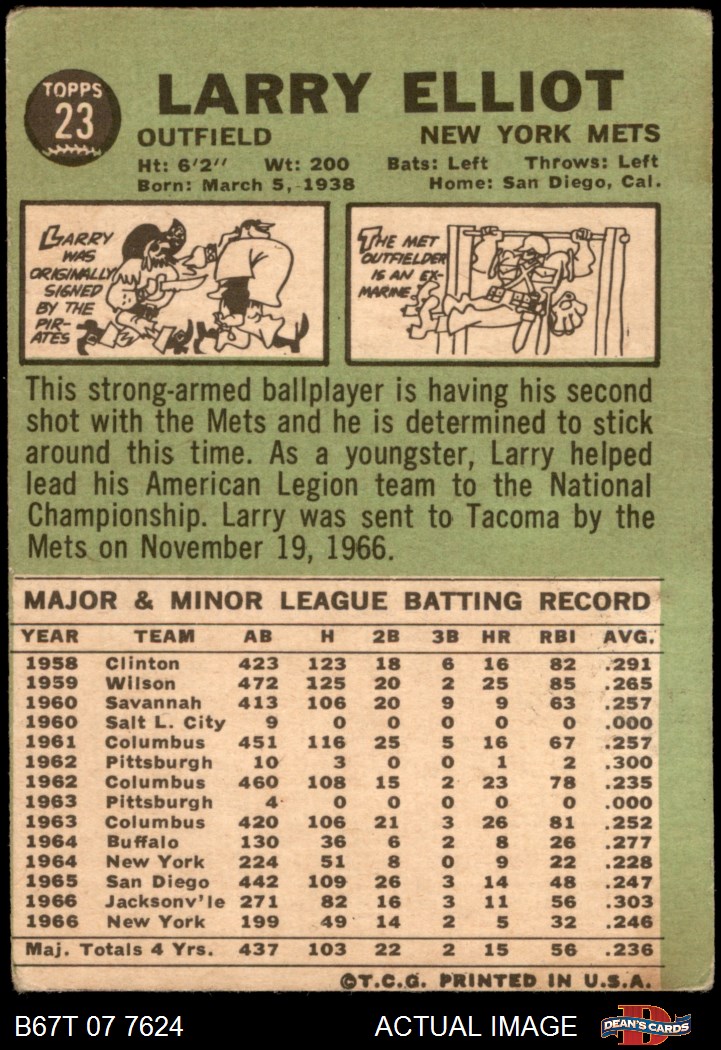 TOPPS
23
LARRY ELLIOT
OUTFIELD NEW YORK METS
Ht: 6'2" Wt: 200 Bats: Left Throws: Left
Born: March 5, 1938 Home: San Diego, Cal.
LARRY
WAS
ORIGINALLY
SIGNED
BY THE
PIR-
ATES
THE MET
OUTFIELDER
IS AN EX-
MARINE
This strong-armed ballplayer is having his second
shot with the Mets and he is determined to stick
around this time. As a youngster, Larry helped
lead his American Legion team to the National
Championship. Larry was sent to Tacoma by the
Mets on November 19, 1966.
MAJOR & MINOR LEAGUE BATTING RECORD
YEAR TEAM AB H 2B 3B HR RBI AVG.
1958 Clinton 423 123 18 6 16 82 .291
1959 Wilson 472 125 20 2 25 85 .265
1960 Savannah 413 106 20 9 9 63 .257
1960 Salt L. City 9 0 0 0 0 0 .000
1961 Columbus 451 116 25 5 16 67 .257
1962 Pittsburgh 10 3 0 0 1 2 .300
1962 Columbus 460 108 15 2 23 78 .235
1963 Pittsburgh 4 0 0 0 0 0 .000
1963 Columbus 420 106 21 3 26 81 .252
1964 Buffalo 130 36 6 2 8 26 .277
1964 New York 224 51 8 0 9 22 .228
1965 San Diego 442 109 26 3 14 48 .247
1966 Jacksonv'le 271 82 16 3 11 56 .303
1966 New York 199 49 14 2 5 32 .246
Maj. Totals 4 Yrs. 437 103 22 2 15 56 .236
©T.C.G. PRINTED IN U.S.A.
B67T 07 7624 ACTUAL IMAGE
D
DEAN'S CARDS